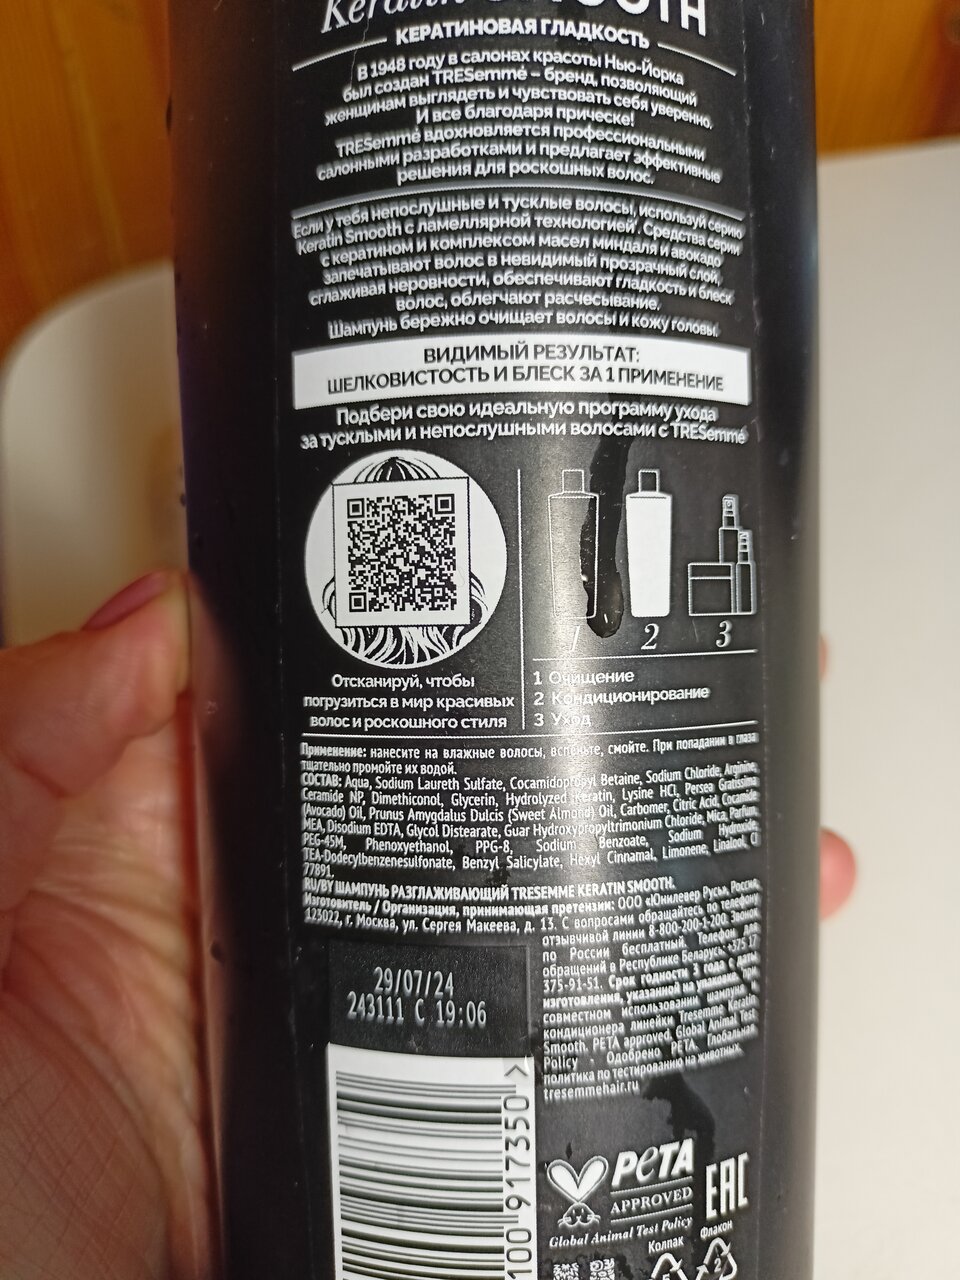 Keratin SMOOTH
КЕРАТИНОВАЯ ГЛАДКОСТЬ
В 1948 году в салонах красоты Нью-Йорка
был создан TRESemmé – бренд, позволяющий
женщинам выглядеть и чувствовать себя уверенно.
И все благодаря прическе!
TRESemmé вдохновляется профессиональными
салонными разработками и предлагает эффективные
решения для роскошных волос.
Если у тебя непослушные и тусклые волосы, используй серию
Keratin Smooth с ламеллярной технологией. Средства серии
с кератином и комплексом масел миндаля и авокадо
запечатывают волос в невидимый прозрачный слой,
сглаживая неровности, обеспечивают гладкость и блеск
волос, облегчают расчесывание.
Шампунь бережно очищает волосы и кожу головы.
ВИДИМЫЙ РЕЗУЛЬТАТ:
ШЕЛКОВИСТОСТЬ И БЛЕСК ЗА 1 ПРИМЕНЕНИЕ
Подбери свою идеальную программу ухода
за тусклыми и непослушными волосами с TRESemmé
1 2 3
Отсканируй, чтобы
погрузиться в мир красивых
волос и роскошного стиля
1 Очищение
2 Кондиционирование
3 Уход
Применение: нанесите на влажные волосы, вспеньте, смойте. При попадании в глаза
тщательно промойте их водой.
СОСТАВ: Aqua, Sodium Laureth Sulfate, Cocamidopropyl Betaine, Sodium Chloride, Arginine,
Ceramide NP, Dimethiconol, Glycerin, Hydrolyzed Keratin, Lysine HCl, Persea Gratissima
(Avocado) Oil, Prunus Amygdalus Dulcis (Sweet Almond) Oil, Carbomer, Citric Acid, Cocamide
MEA, Disodium EDTA, Glycol Distearate, Guar Hydroxypropyltrimonium Chloride, Mica, Parfum,
PEG-45M, Phenoxyethanol, PPG-8, Sodium Benzoate, Sodium Hydroxide,
TEA-Dodecylbenzenesulfonate, Benzyl Salicylate, Hexyl Cinnamal, Limonene, Linalool, CI
77891.
RU/BY ШАМПУНЬ РАЗГЛАЖИВАЮЩИЙ TRESEMME KERATIN SMOOTH.
Изготовитель / Организация, принимающая претензии: ООО «Юнилевер Русь», Россия,
123022, г. Москва, ул. Сергея Макеева, д. 13. С вопросами обращайтесь по телефону
отзывчивой линии 8-800-200-1-200. Звонок
по России бесплатный. Телефон для
обращений в Республике Беларусь: +375 17
375-91-51. Срок годности 3 года с даты
изготовления, указанной на упаковке, при
совместном использовании шампуня и
кондиционера линейки Tresemme Keratin
Smooth. PETA approved, Global Animal Test
Policy - Одобрено PETA. Глобальная
политика по тестированию на животных.
tresemmehair.ru
29/07/24
243111 C 19:06
100 917350 >
PETA
APPROVED
Global Animal Test Policy
EAC
Колпак
Флакон
5
2